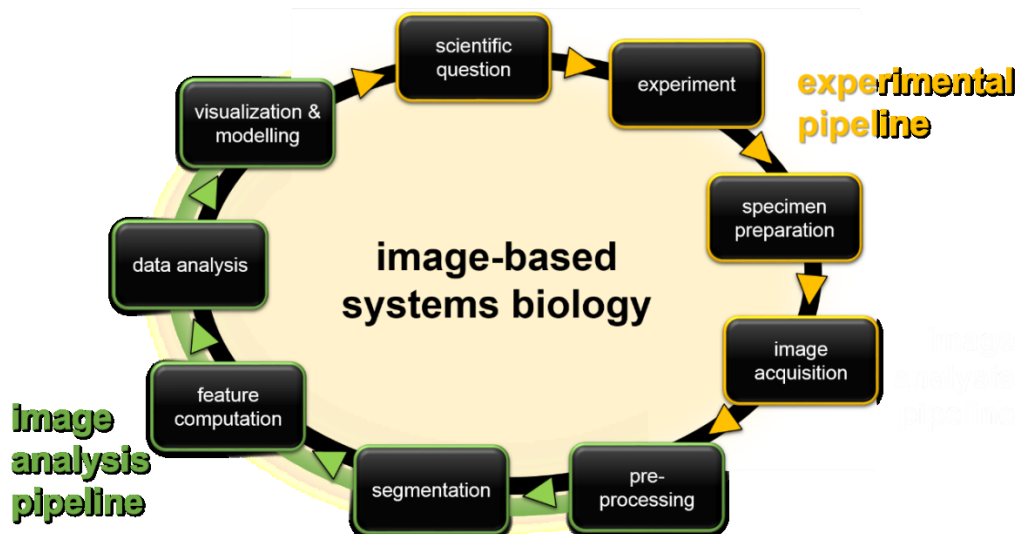 scientific
question
experiment
experimental
pipeline
specimen
preparation
image
acquisition
pre-
processing
segmentation
feature
computation
data analysis
visualization &
modelling
image-based
systems biology
image
analysis
pipeline